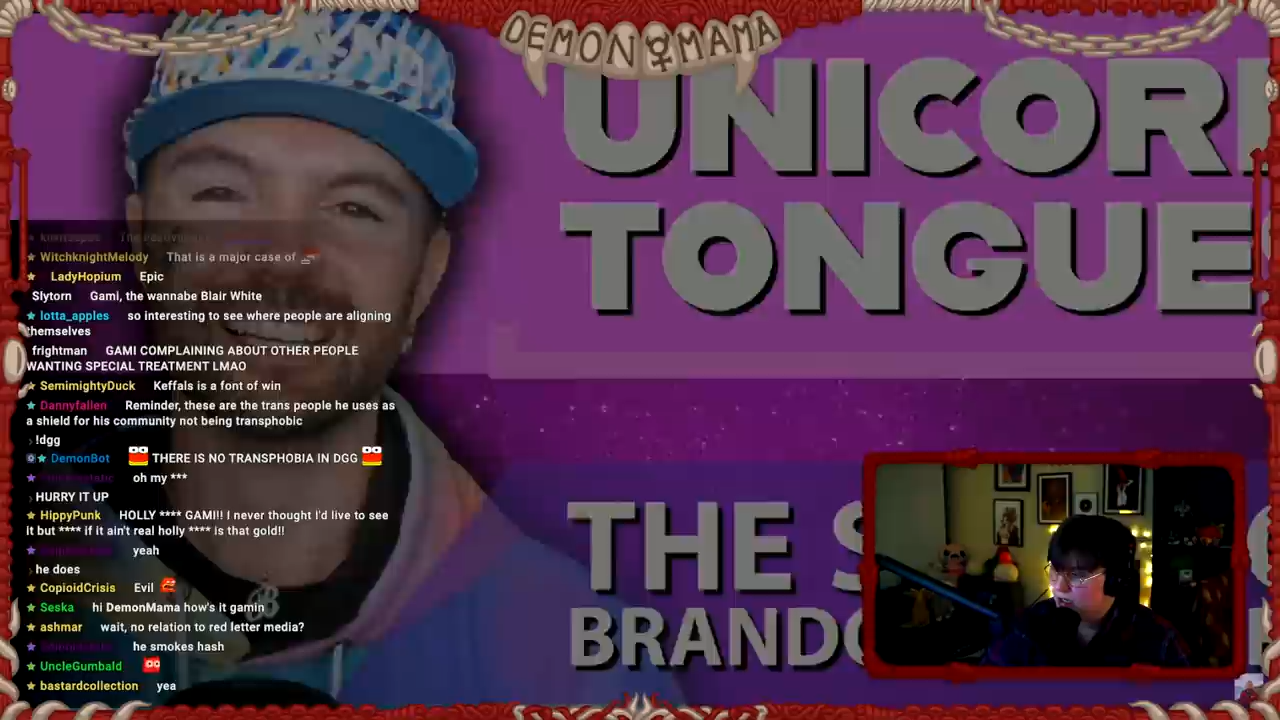 DEMON MAMA
UNICOR
TONGUE
THE S
BRANDO
WitchknightMelody That is a major case of
LadyHopium Epic
Slytorn Gami, the wannabe Blair White
lotta_apples so interesting to see where people are aligning
themselves
frightman GAMI COMPLAINING ABOUT OTHER PEOPLE
WANTING SPECIAL TREATMENT LMAO
SemimightyDuck Keffals is a font of win
Dannyfallen Reminder, these are the trans people he uses as
a shield for his community not being transphobic
!dgg
DemonBot THERE IS NO TRANSPHOBIA IN DGG
oh my ***
HURRY IT UP
HippyPunk HOLLY **** GAMI!! I never thought I'd live to see
it but **** if it ain't real holly **** is that gold!!
yeah
he does
CopioidCrisis Evil
Seska hi DemonMama how's it gamin
ashmar wait, no relation to red letter media?
he smokes hash
UncleGumbald
bastardcollection yea